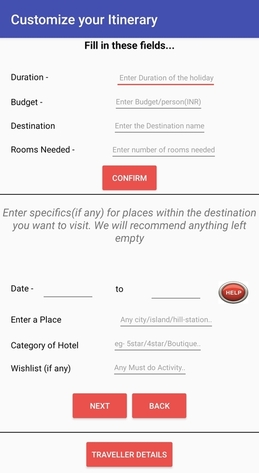 Customize your Itinerary
Fill in these fields...
Duration - Enter Duration of the holiday
Budget - Enter Budget/person(INR)
Destination Enter the Destination name
Rooms Needed - Enter number of rooms needed
CONFIRM
Enter specifics(if any) for places within the destination
you want to visit. We will recommend anything left
empty
Date - to HELP
Enter a Place Any city/island/hill-station..
Category of Hotel eg- 5star/4star/Boutique..
Wishlist (if any) Any Must do Activity..
NEXT BACK
TRAVELLER DETAILS